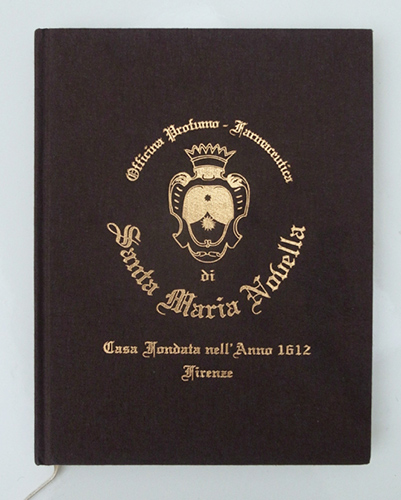 Officina Profumo - Farmaceutica
di
Santa Maria Novella
Casa Fondata nell'Anno 1612
Firenze